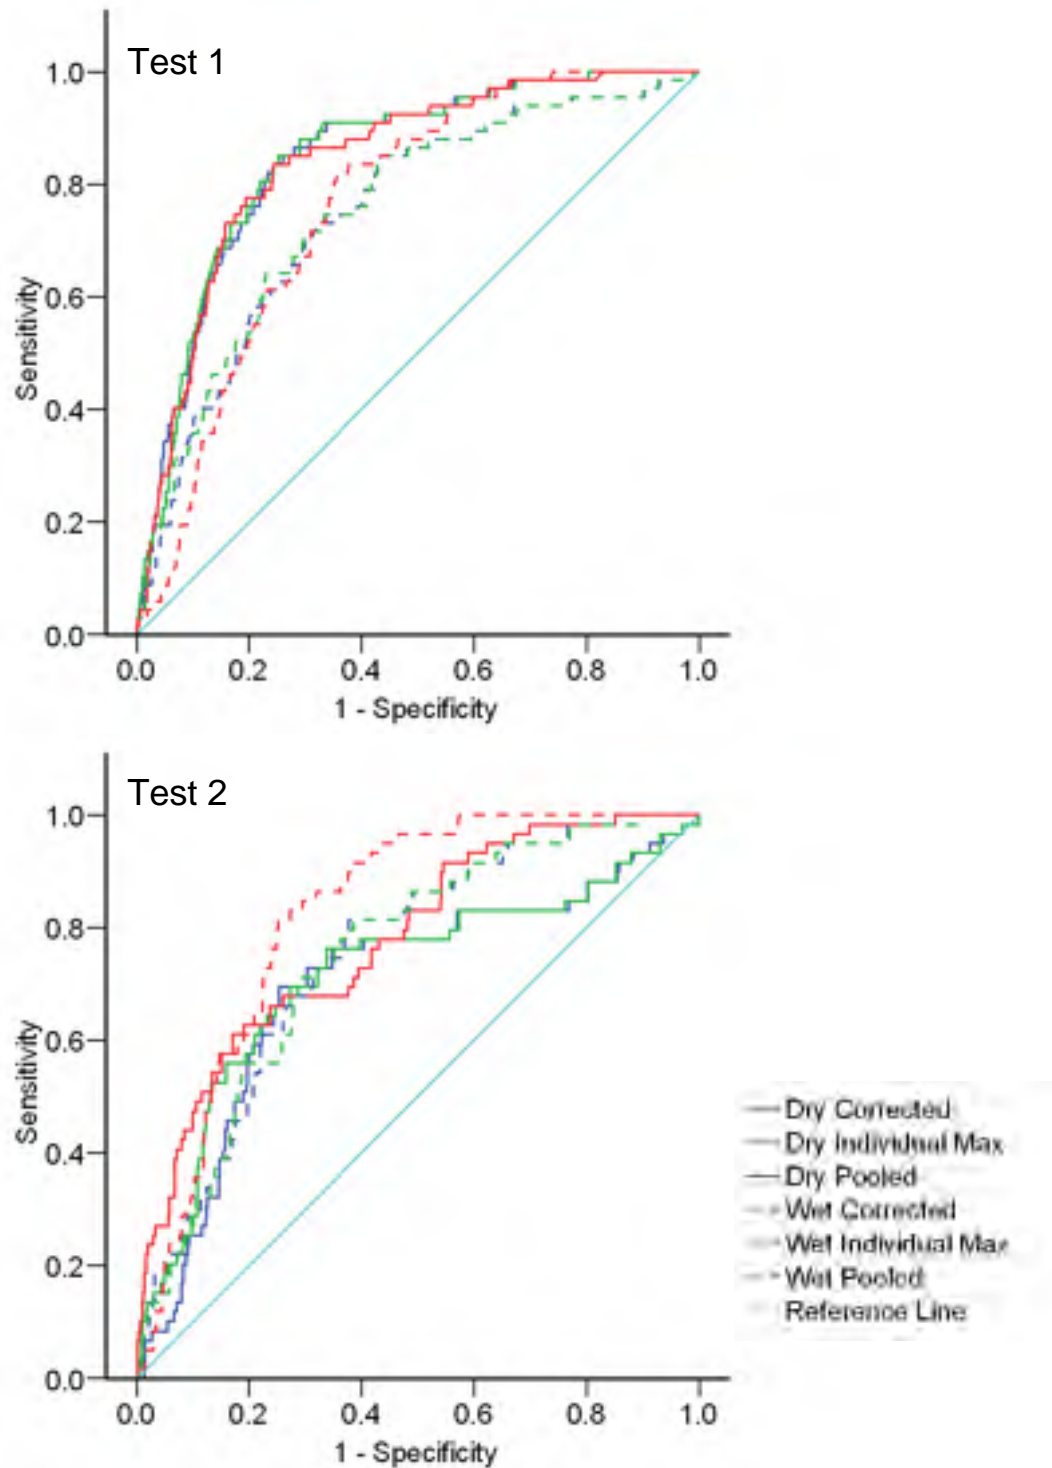 Test 1
1.0
0.8
0.6
0.4
0.2
0.0
Sensitivity
0.0 0.2 0.4 0.6 0.8 1.0
1 - Specificity
Test 2
1.0
0.8
0.6
0.4
0.2
0.0
Sensitivity
0.0 0.2 0.4 0.6 0.8 1.0
1 - Specificity
Dry Corrected
Dry Individual Max
Dry Pooled
Wet Corrected
Wet Individual Max
Wet Pooled
Reference Line